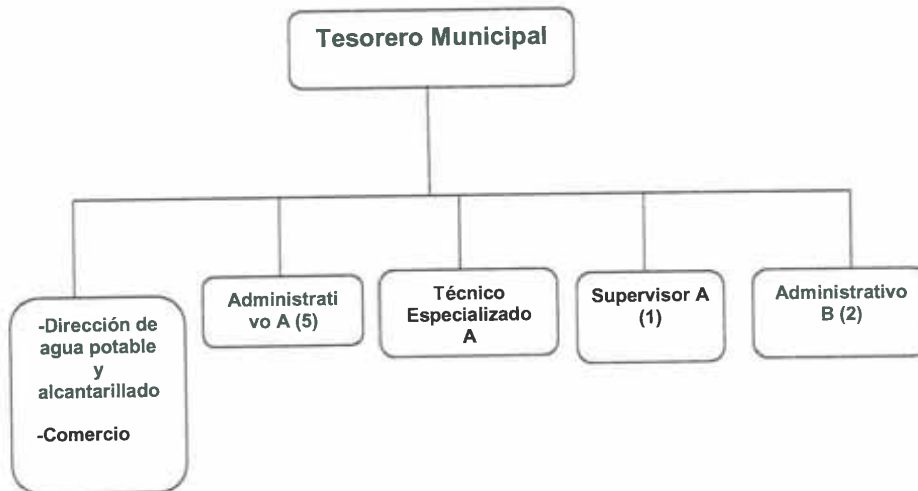 Tesorero Municipal
-Dirección de
agua potable
y
alcantarillado
-Comercio
Administrati
vo A (5)
Técnico
Especializado
A
Supervisor A
(1)
Administrativo
B (2)